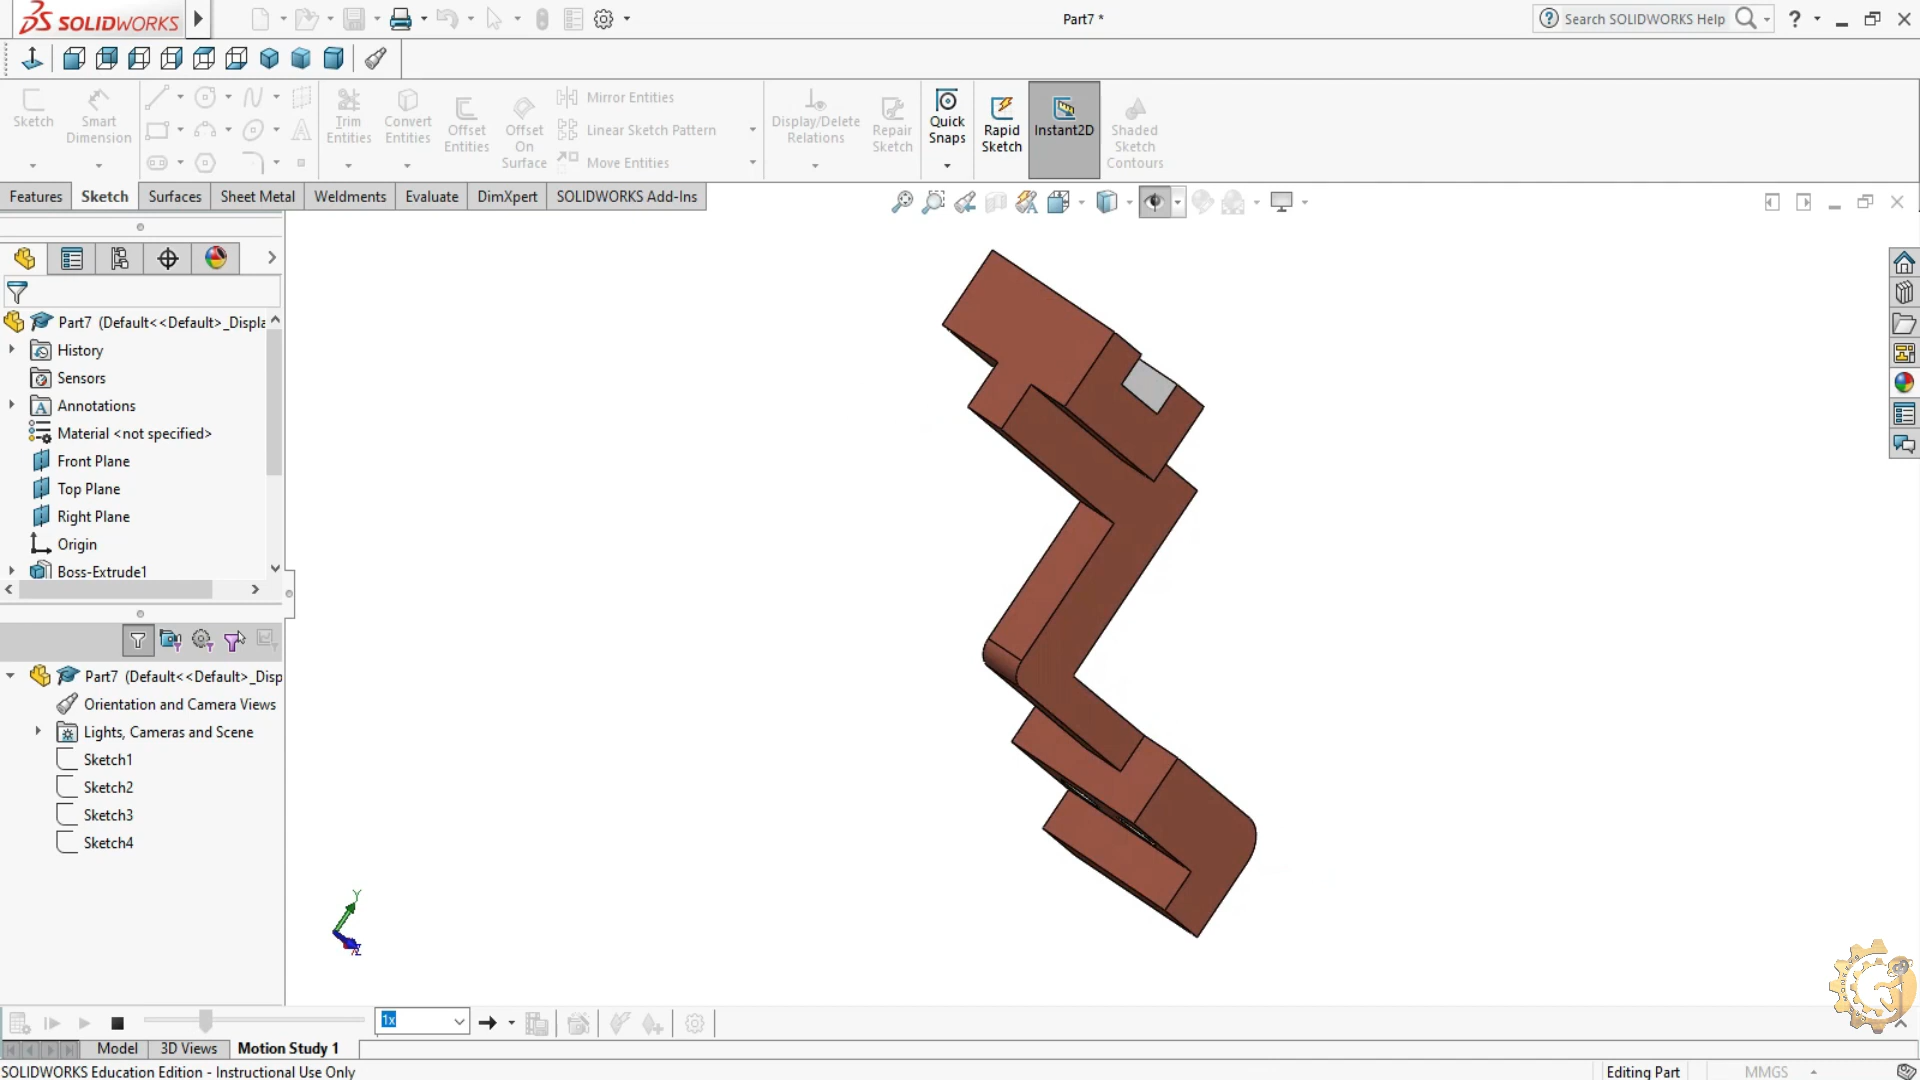 SOLIDWORKS
Part7 *
Search SOLIDWORKS Help
?
Sketch
Smart
Dimension
Trim
Entities
Convert
Entities
Offset
Entities
Offset
On
Surface
Mirror Entities
Linear Sketch Pattern
Move Entities
Display/Delete
Relations
Repair
Sketch
Quick
Snaps
Rapid
Sketch
Instant2D
Shaded
Sketch
Contours
Features
Sketch
Surfaces
Sheet Metal
Weldments
Evaluate
DimXpert
SOLIDWORKS Add-Ins
Part7 (Default<<Default>_Displa
History
Sensors
Annotations
Material <not specified>
Front Plane
Top Plane
Right Plane
Origin
Boss-Extrude1
Part7 (Default<<Default>_Disp
Orientation and Camera Views
Lights, Cameras and Scene
Sketch1
Sketch2
Sketch3
Sketch4
Y
Z
1x
Model
3D Views
Motion Study 1
SOLIDWORKS Education Edition - Instructional Use Only
Editing Part
MMGS